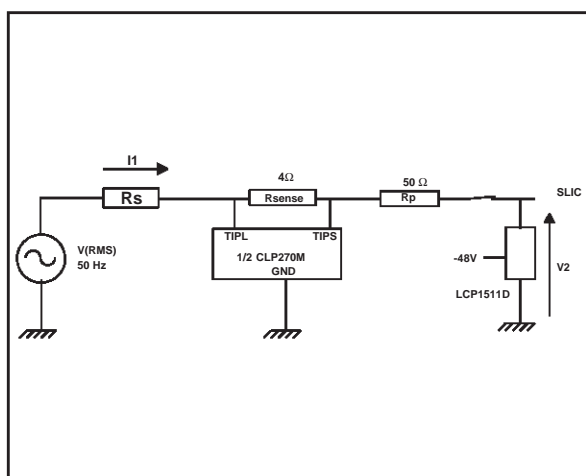 I1
4Ω
50 Ω
SLIC
Rs
Rsense
Rp
TIPL
TIPS
V(RMS)
50 Hz
1/2 CLP270M
GND
-48V
V2
LCP1511D